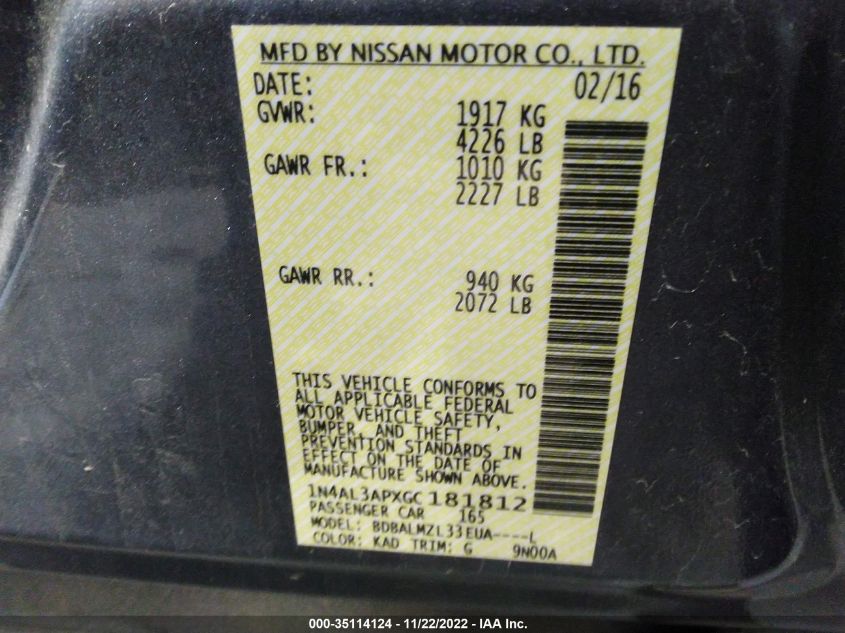 MFD BY NISSAN MOTOR CO., LTD.
DATE: 02/16
GVWR: 1917 KG
4226 LB
GAWR FR.: 1010 KG
2227 LB
GAWR RR.: 940 KG
2072 LB
THIS VEHICLE CONFORMS TO
ALL APPLICABLE FEDERAL
MOTOR VEHICLE SAFETY,
BUMPER, AND THEFT
PREVENTION STANDARDS IN
EFFECT ON THE DATE OF
MANUFACTURE SHOWN ABOVE.
1N4AL3APXGC181812
PASSENGER CAR 165
MODEL: BDBALMZL33EUA----L
COLOR: KAD TRIM: G 9N00A
000-35114124 - 11/22/2022 - IAA Inc.